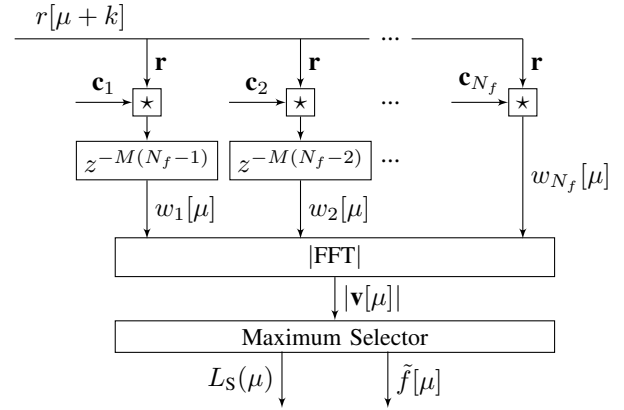 r[μ + k]
...
r r r
c₁ ⋆ c₂ ⋆ ... c_{N_f} ⋆
z^{-M(N_f-1)} z^{-M(N_f-2)} ...
w₁[μ] w₂[μ] w_{N_f}[μ]
|FFT|
|v[μ]|
Maximum Selector
L_S(μ) f̃[μ]